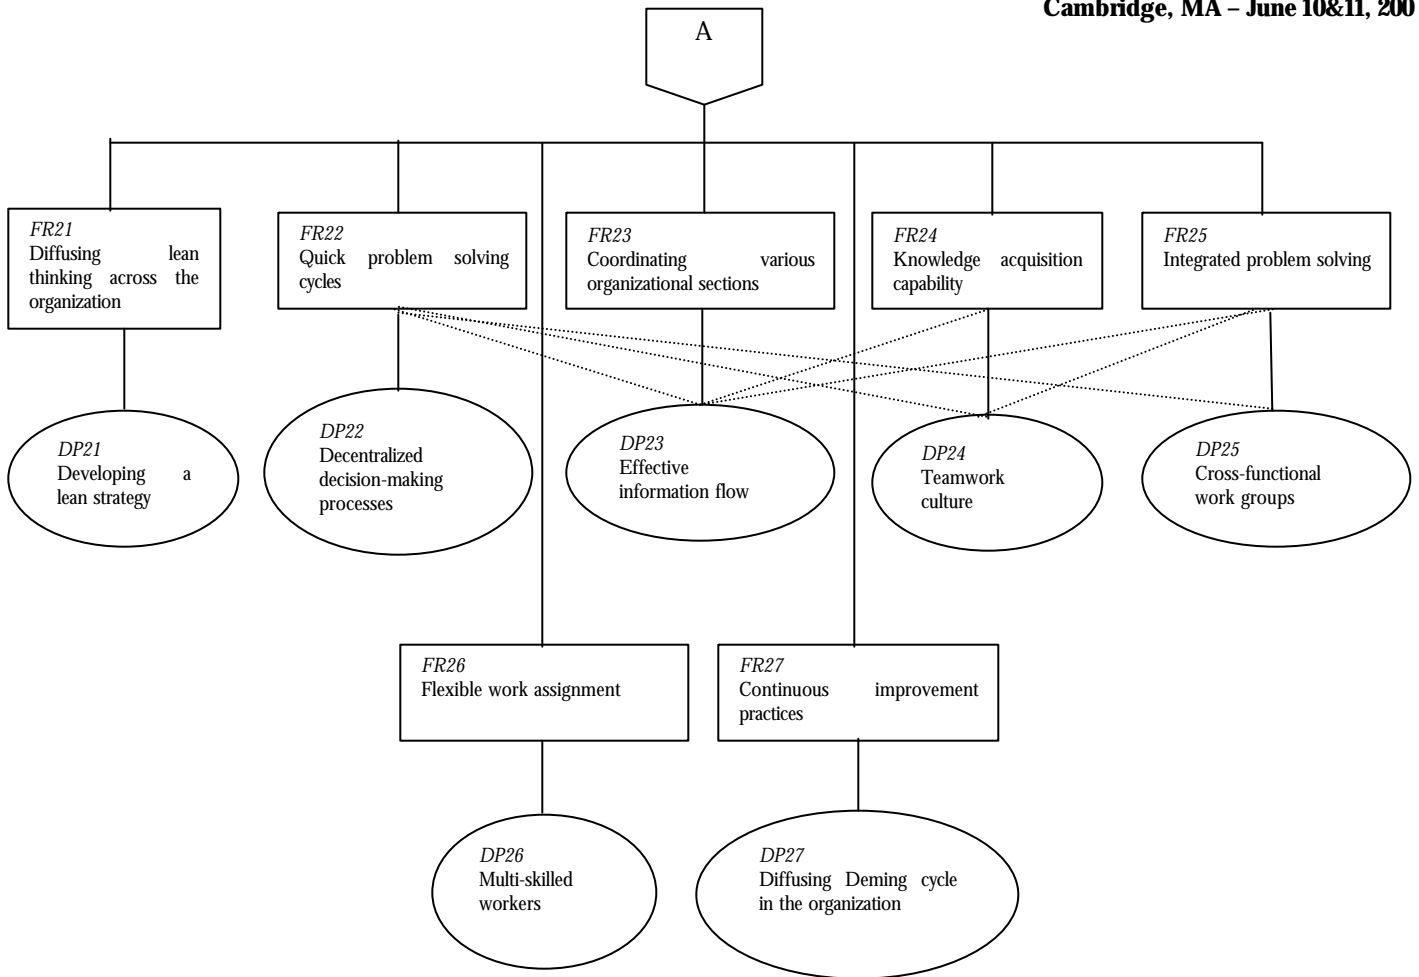 Cambridge, MA – June 10&11, 200
A
FR21
Diffusing lean
thinking across the
organization
FR22
Quick problem solving
cycles
FR23
Coordinating various
organizational sections
FR24
Knowledge acquisition
capability
FR25
Integrated problem solving
DP21
Developing a
lean strategy
DP22
Decentralized
decision-making
processes
DP23
Effective
information flow
DP24
Teamwork
culture
DP25
Cross-functional
work groups
FR26
Flexible work assignment
FR27
Continuous improvement
practices
DP26
Multi-skilled
workers
DP27
Diffusing Deming cycle
in the organization